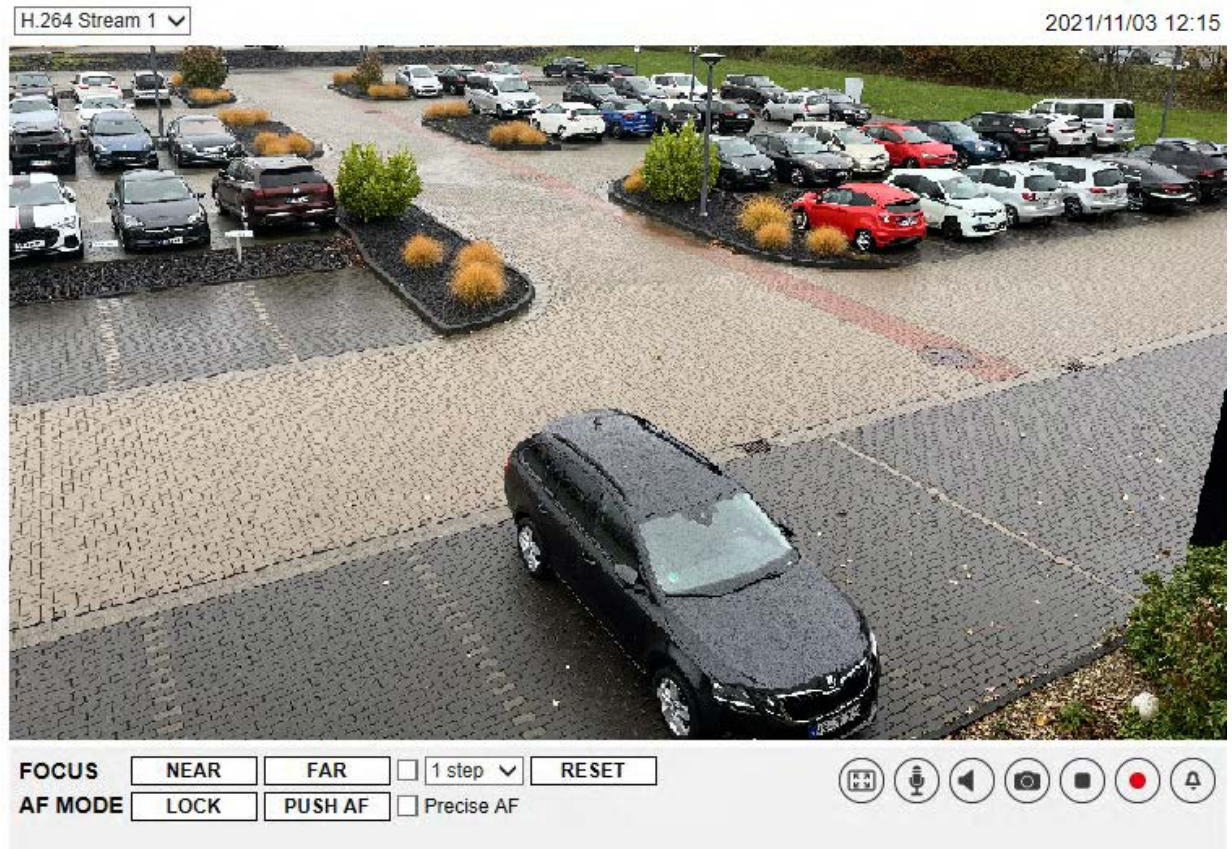 H.264 Stream 1
2021/11/03 12:15
FOCUS NEAR FAR 1 step RESET
AF MODE LOCK PUSH AF Precise AF